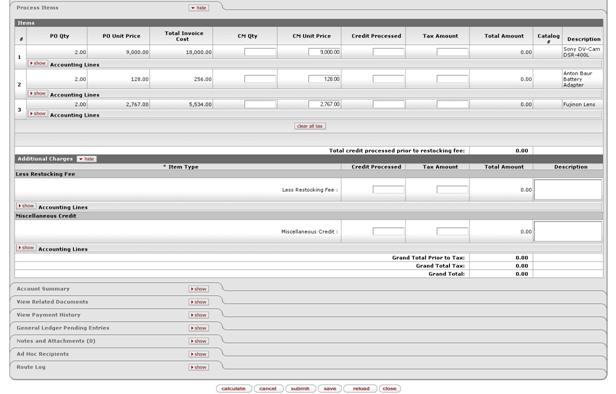 Process Items hide
Items
# PO Qty PO Unit Price Total Invoice Cost CM Qty CM Unit Price Credit Processed Tax Amount Total Amount Catalog # Description
1 2.00 9,000.00 18,000.00 9,000.00 0.00 Sony DV-Cam DSR-400L
show Accounting Lines
2 2.00 128.00 256.00 128.00 0.00 Anton Baur Battery Adapter
show Accounting Lines
3 2.00 2,767.00 5,534.00 2,767.00 0.00 Fujinon Lens
show Accounting Lines
clear all tax
Total credit processed prior to restocking fee: 0.00
Additional Charges hide
* Item Type Credit Processed Tax Amount Total Amount Description
Less Restocking Fee
Less Restocking Fee : 0.00
show Accounting Lines
Miscellaneous Credit
Miscellaneous Credit : 0.00
show Accounting Lines
Grand Total Prior to Tax: 0.00
Grand Total Tax: 0.00
Grand Total: 0.00
Account Summary show
View Related Documents show
View Payment History show
General Ledger Pending Entries show
Notes and Attachments (0) show
Ad Hoc Recipients show
Route Log show
calculate cancel submit save reload close